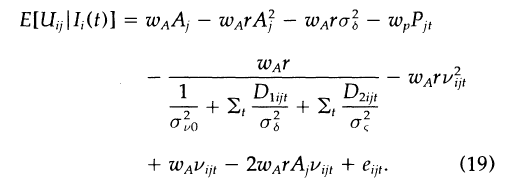 E[U_{ij}|I_i(t)] = w_A A_j − w_A r A_j^2 − w_A r σ_δ^2 − w_p P_{jt}
− \frac{w_A r}{\frac{1}{σ_{ν0}^2} + Σ_t \frac{D_{1ijt}}{σ_δ^2} + Σ_t \frac{D_{2ijt}}{σ_ς^2}} − w_A r ν_{ijt}^2
+ w_A ν_{ijt} − 2w_A r A_j ν_{ijt} + e_{ijt}. (19)